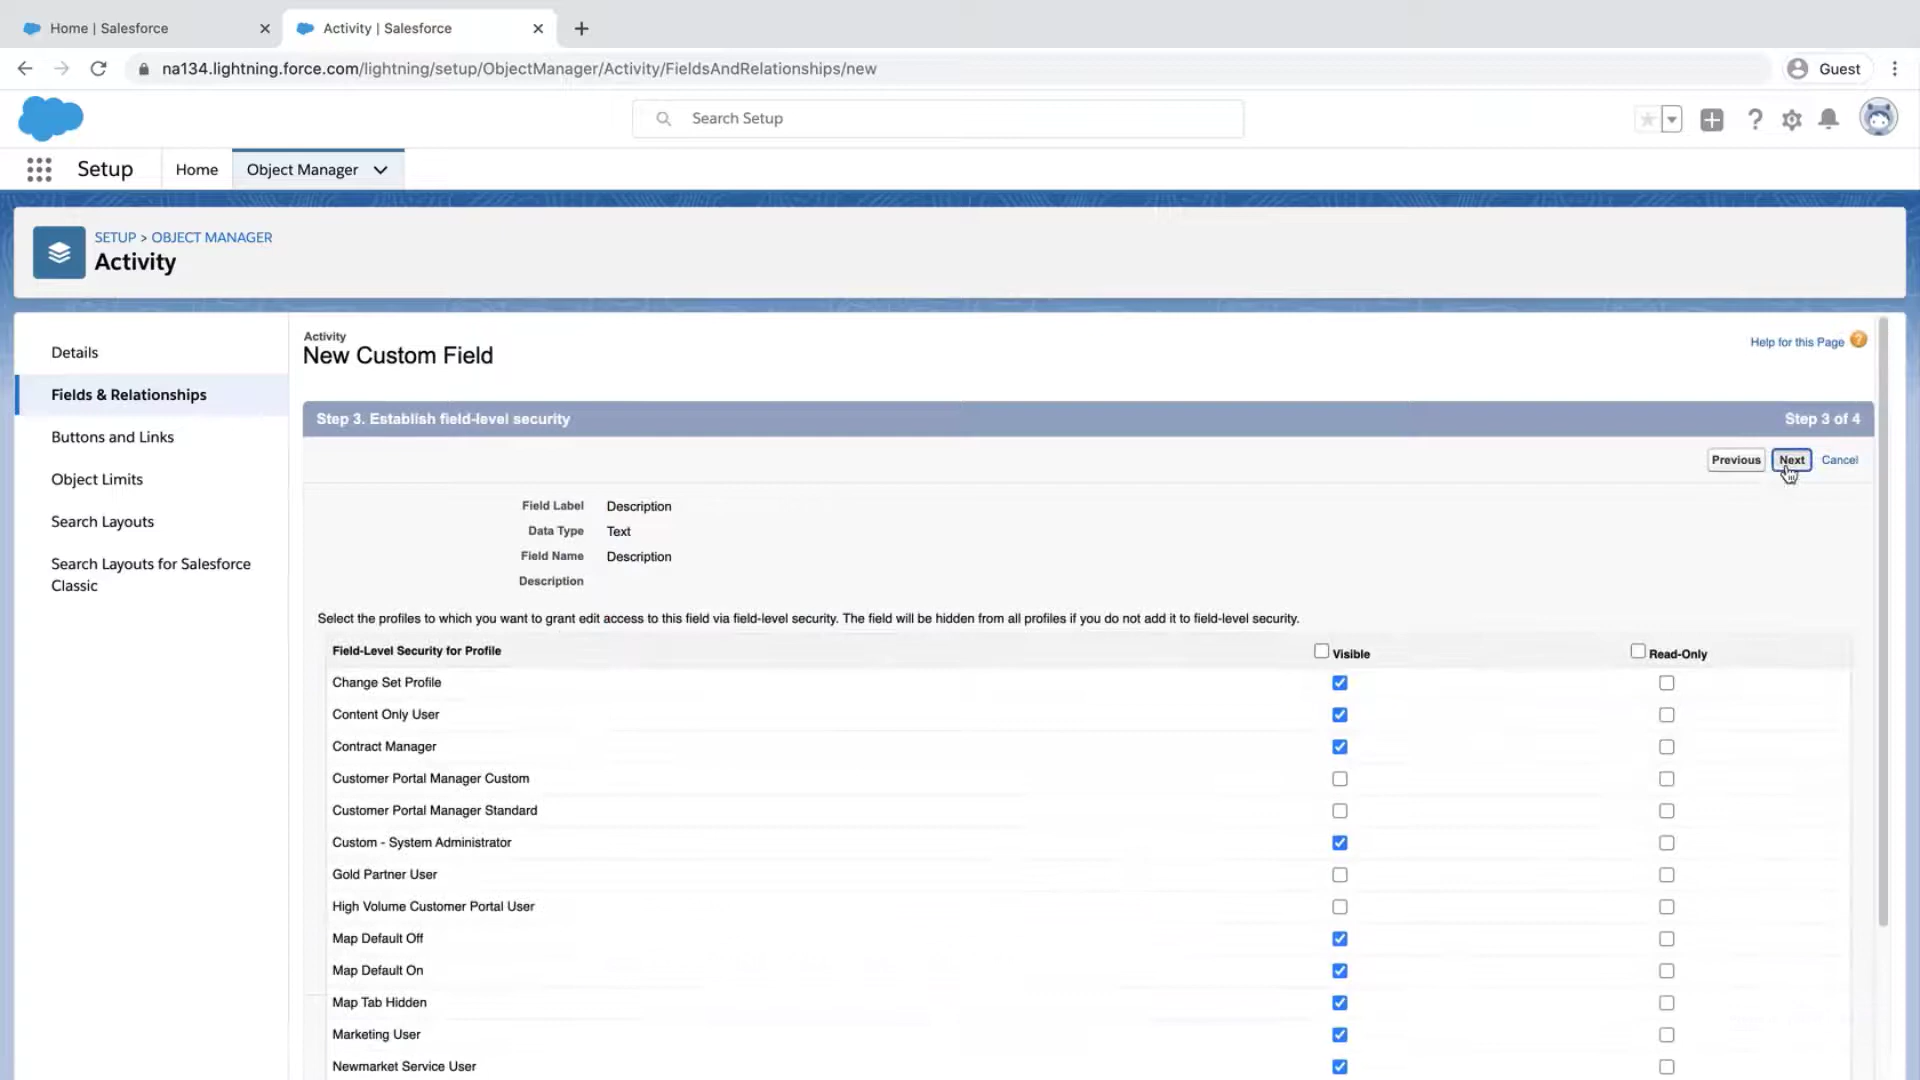 Home | Salesforce
Activity | Salesforce
na134.lightning.force.com/lightning/setup/ObjectManager/Activity/FieldsAndRelationships/new
Guest
Search Setup
Setup
Home
Object Manager
SETUP > OBJECT MANAGER
Activity
Details
Fields & Relationships
Buttons and Links
Object Limits
Search Layouts
Search Layouts for Salesforce
Classic
Activity
New Custom Field
Help for this Page
Step 3. Establish field-level security
Step 3 of 4
Previous
Next
Cancel
Field Label Description
Data Type Text
Field Name Description
Description
Select the profiles to which you want to grant edit access to this field via field-level security. The field will be hidden from all profiles if you do not add it to field-level security.
Field-Level Security for Profile
Visible
Read-Only
Change Set Profile
Content Only User
Contract Manager
Customer Portal Manager Custom
Customer Portal Manager Standard
Custom - System Administrator
Gold Partner User
High Volume Customer Portal User
Map Default Off
Map Default On
Map Tab Hidden
Marketing User
Newmarket Service User